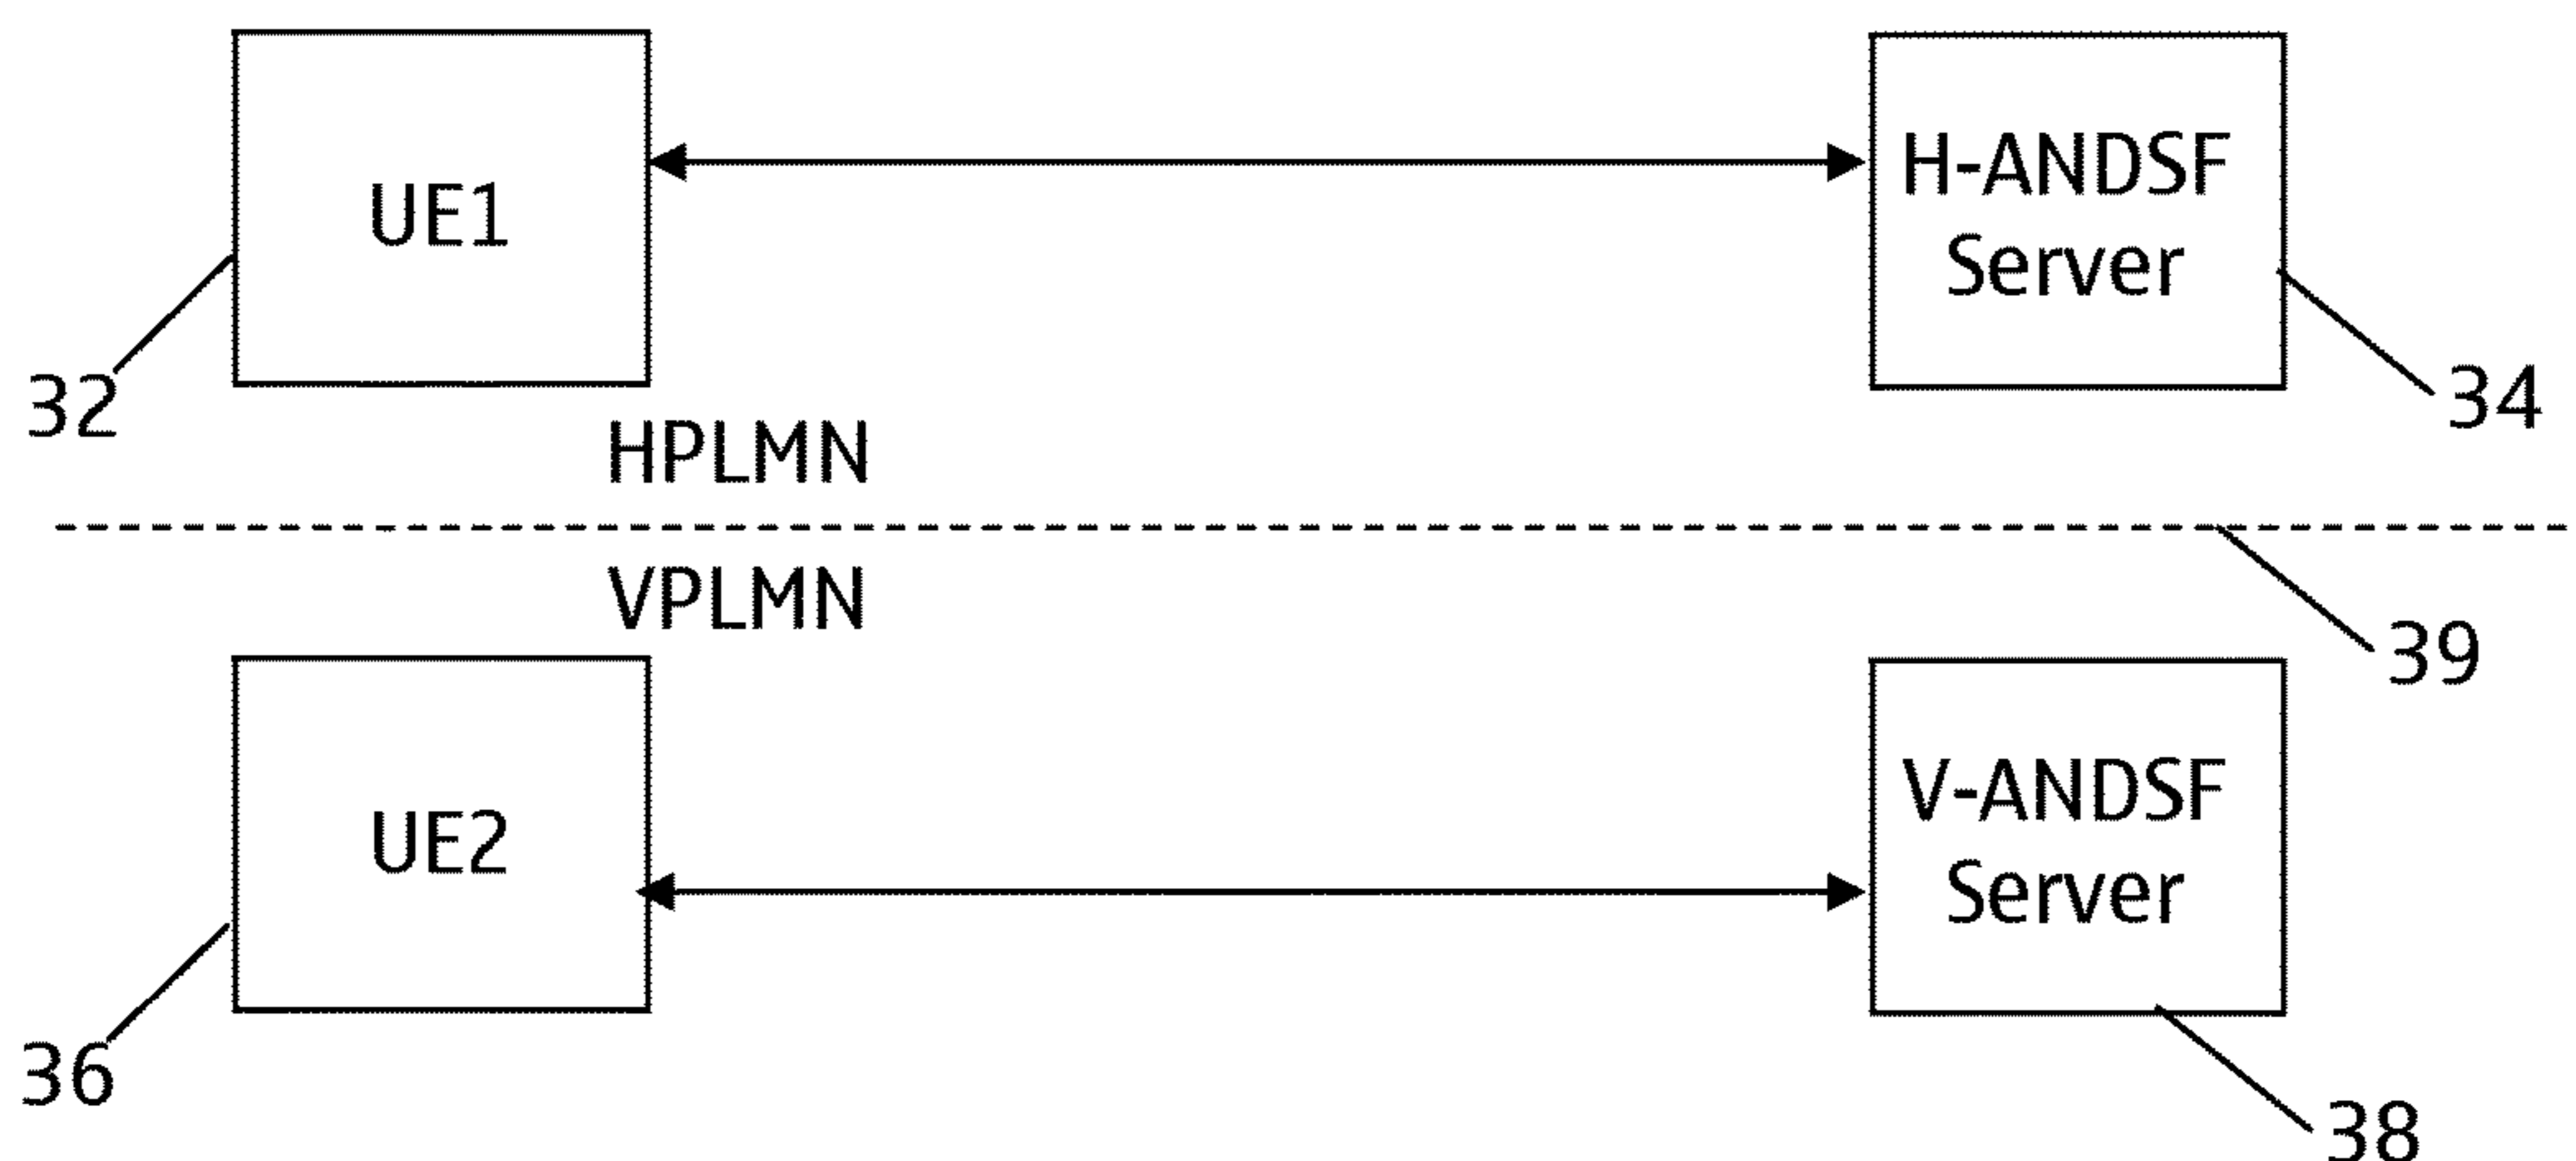 UE1
H-ANDSF
Server
32
34
HPLMN
VPLMN
39
UE2
V-ANDSF
Server
36
38